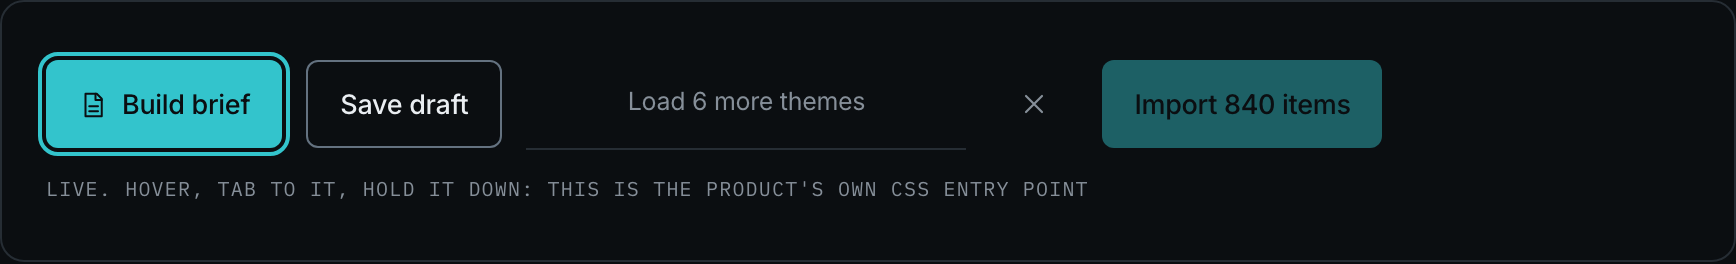 Build brief
Save draft
Load 6 more themes
Import 840 items
LIVE. HOVER, TAB TO IT, HOLD IT DOWN: THIS IS THE PRODUCT'S OWN CSS ENTRY POINT